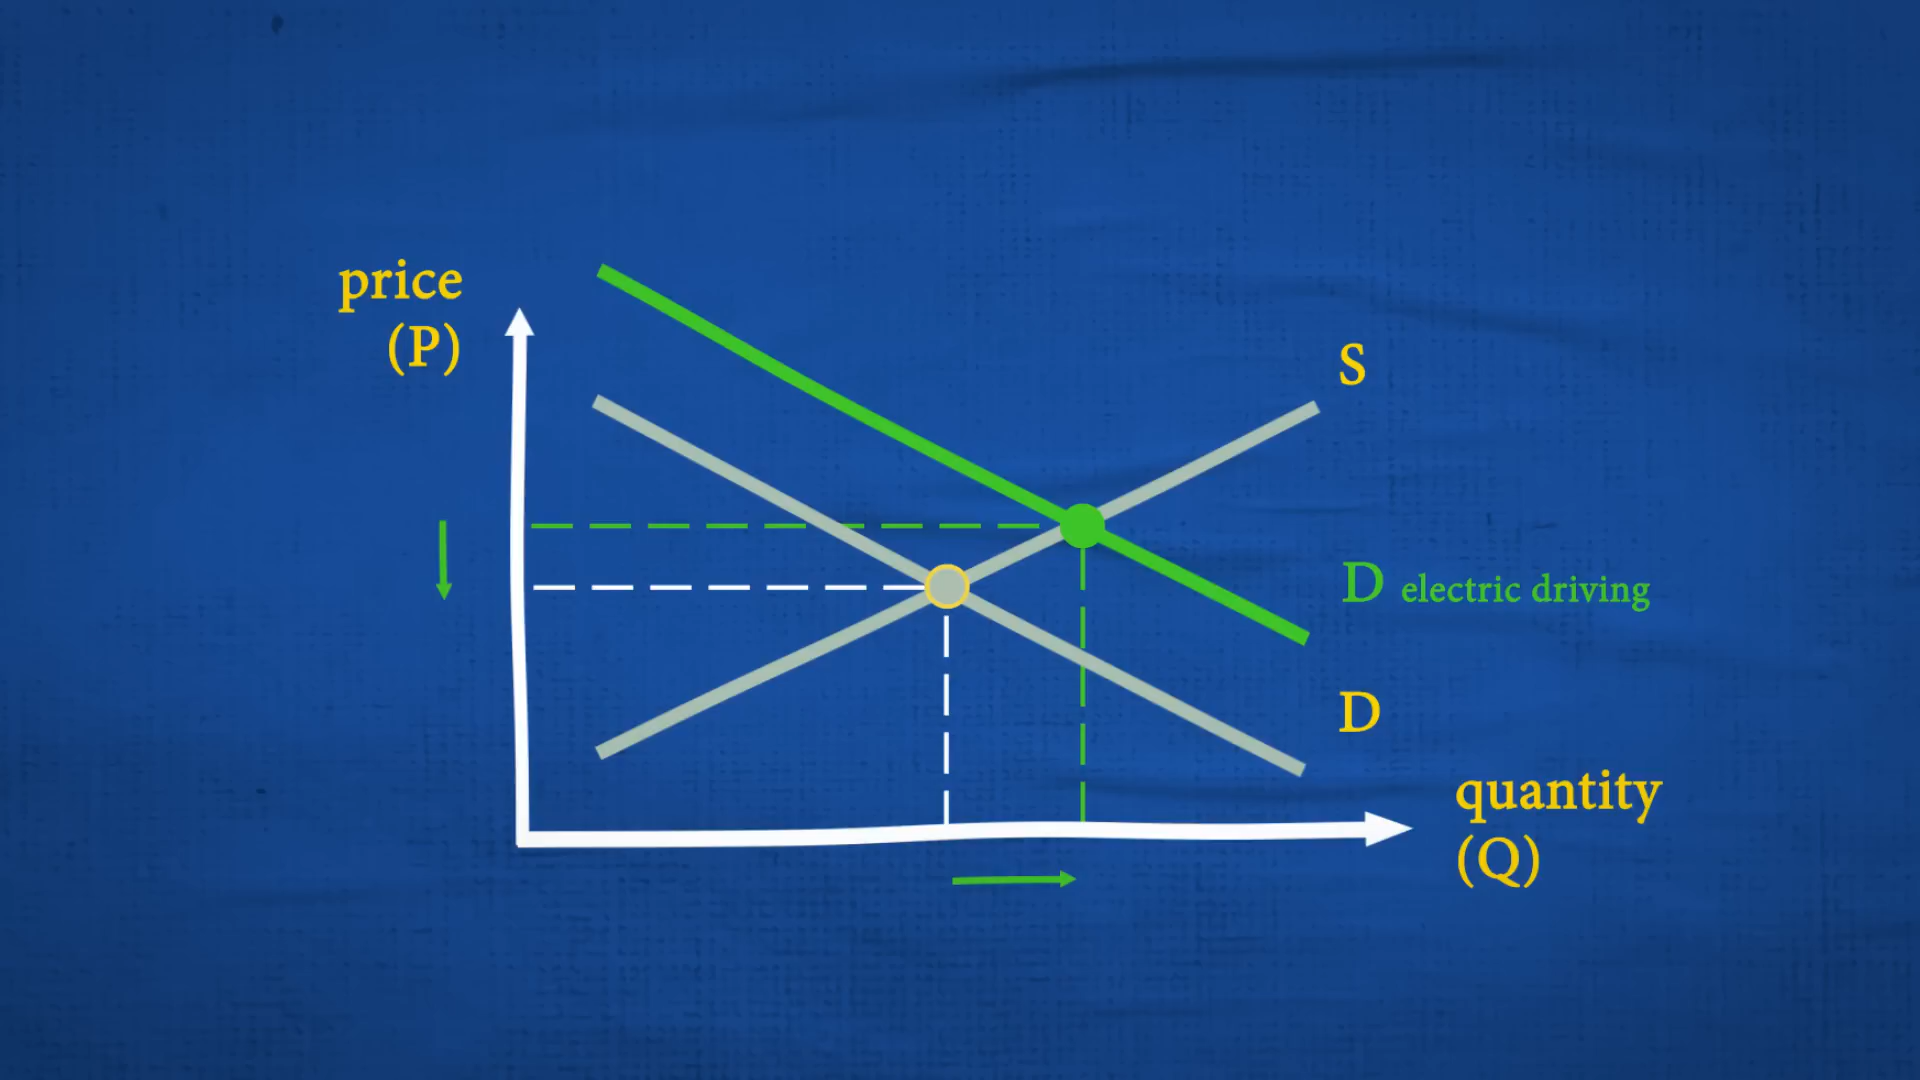 price
(P)
S
D electric driving
D
quantity
(Q)